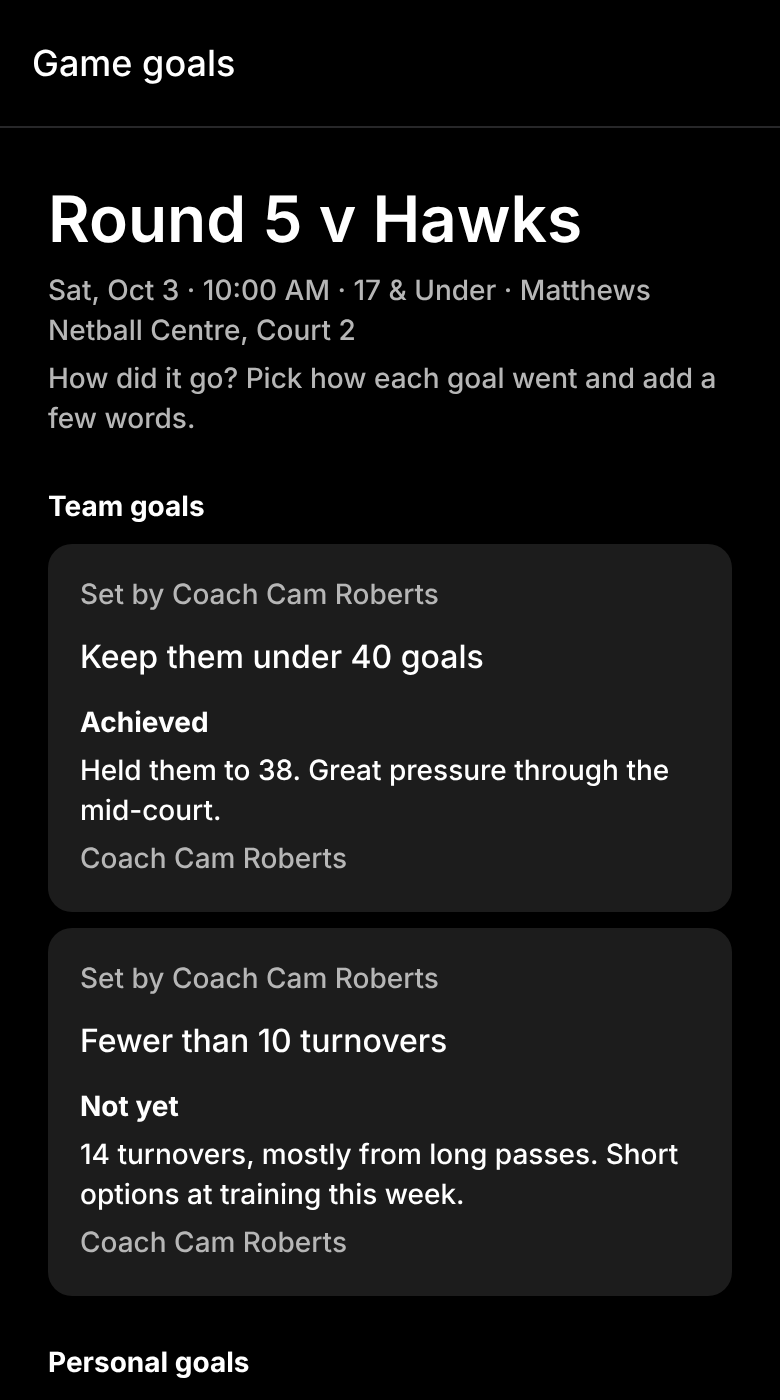 Game goals
Round 5 v Hawks
Sat, Oct 3 · 10:00 AM · 17 & Under · Matthews
Netball Centre, Court 2
How did it go? Pick how each goal went and add a
few words.
Team goals
Set by Coach Cam Roberts
Keep them under 40 goals
Achieved
Held them to 38. Great pressure through the
mid-court.
Coach Cam Roberts
Set by Coach Cam Roberts
Fewer than 10 turnovers
Not yet
14 turnovers, mostly from long passes. Short
options at training this week.
Coach Cam Roberts
Personal goals